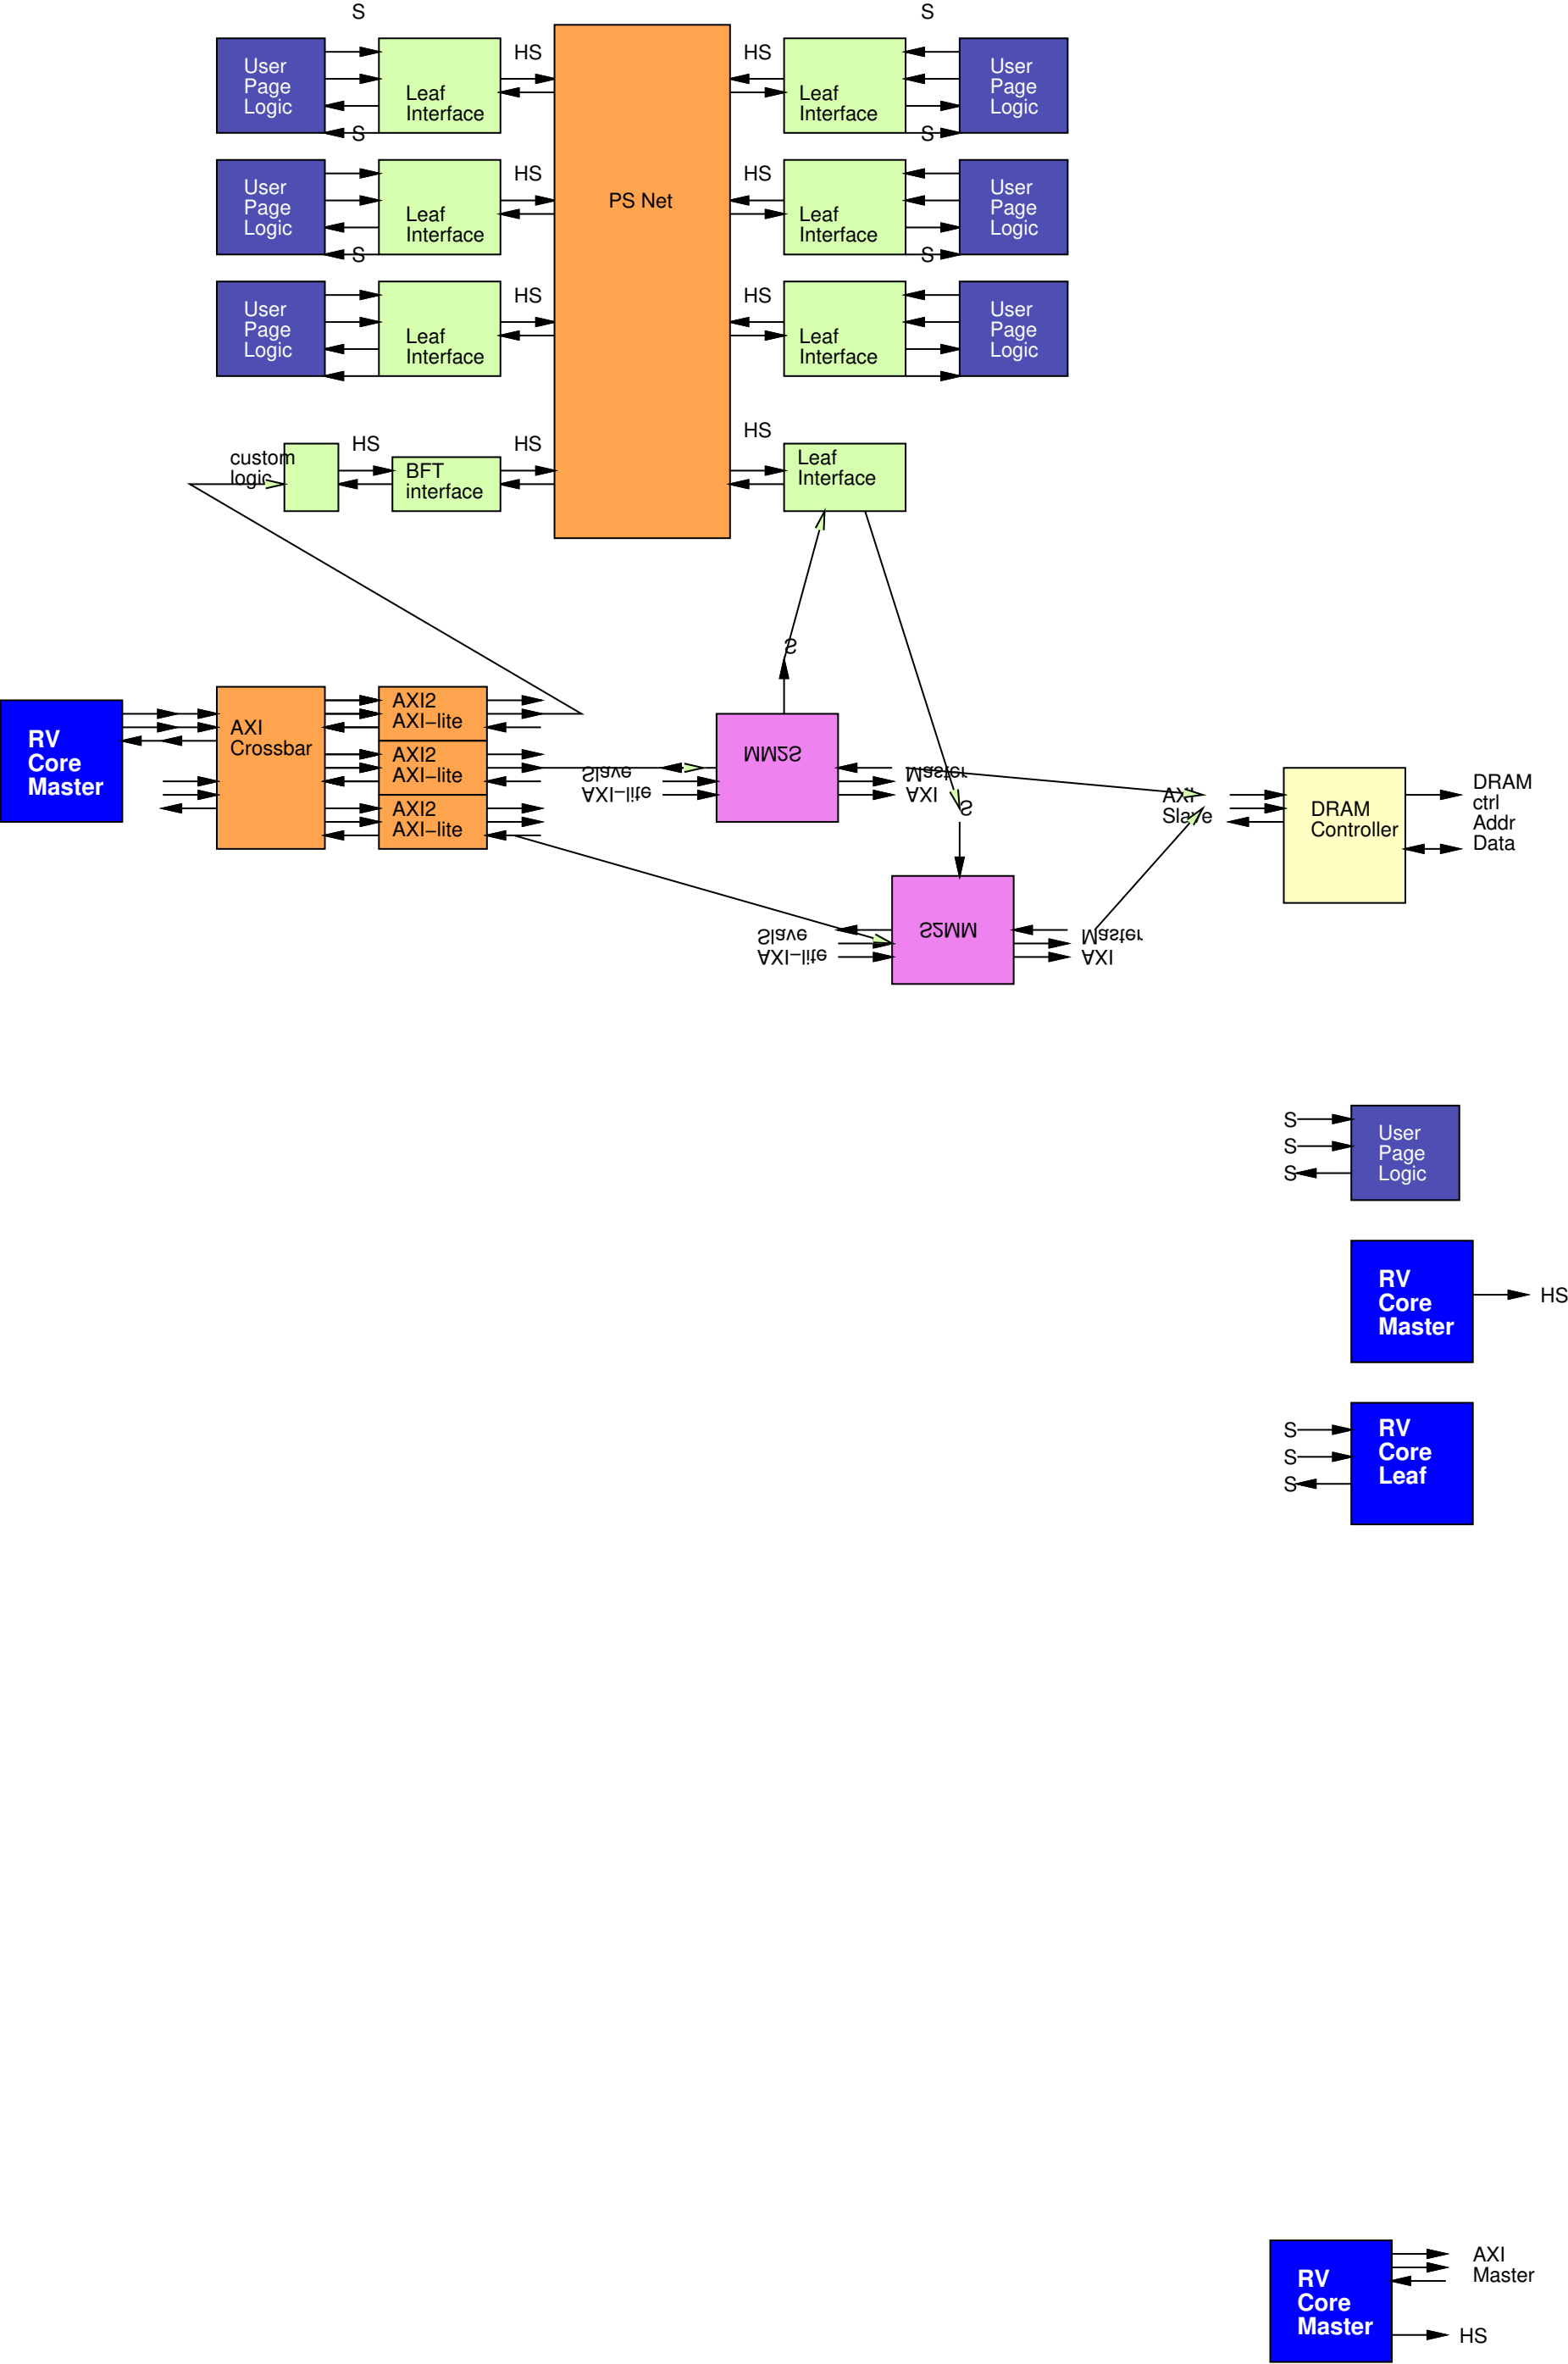 S
S
User
Page
Logic
Leaf
Interface
HS
HS
Leaf
Interface
User
Page
Logic
S
S
User
Page
Logic
Leaf
Interface
HS
PS Net
HS
Leaf
Interface
User
Page
Logic
S
S
User
Page
Logic
Leaf
Interface
HS
HS
Leaf
Interface
User
Page
Logic
custom
logic
HS
BFT
interface
HS
HS
Leaf
Interface
S
RV
Core
Master
AXI
Crossbar
AXI2
AXI-lite
AXI2
AXI-lite
AXI2
AXI-lite
Slave
AXI-lite
MM2S
Master
AXI
S
AXI
Slave
DRAM
Controller
DRAM
ctrl
Addr
Data
Slave
AXI-lite
S2MM
Master
AXI
S
S
S
User
Page
Logic
RV
Core
Master
HS
S
S
S
RV
Core
Leaf
RV
Core
Master
AXI
Master
HS